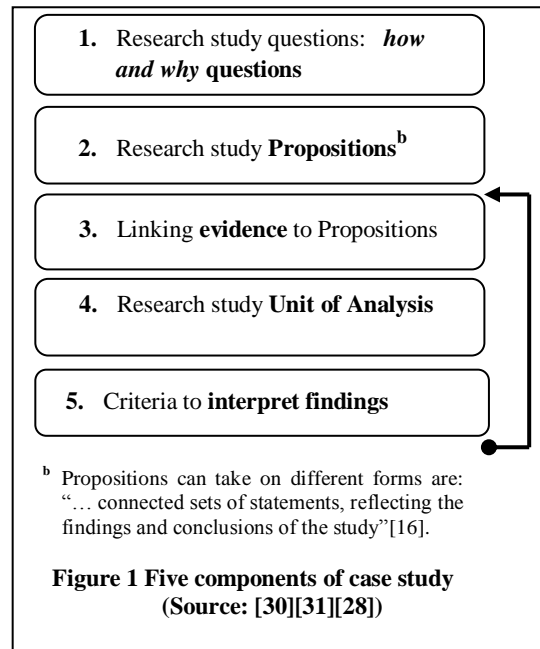 1. Research study questions: how
and why questions
2. Research study Propositionsᵇ
3. Linking evidence to Propositions
4. Research study Unit of Analysis
5. Criteria to interpret findings
ᵇ Propositions can take on different forms are:
“… connected sets of statements, reflecting the
findings and conclusions of the study”[16].
Figure 1 Five components of case study
(Source: [30][31][28])